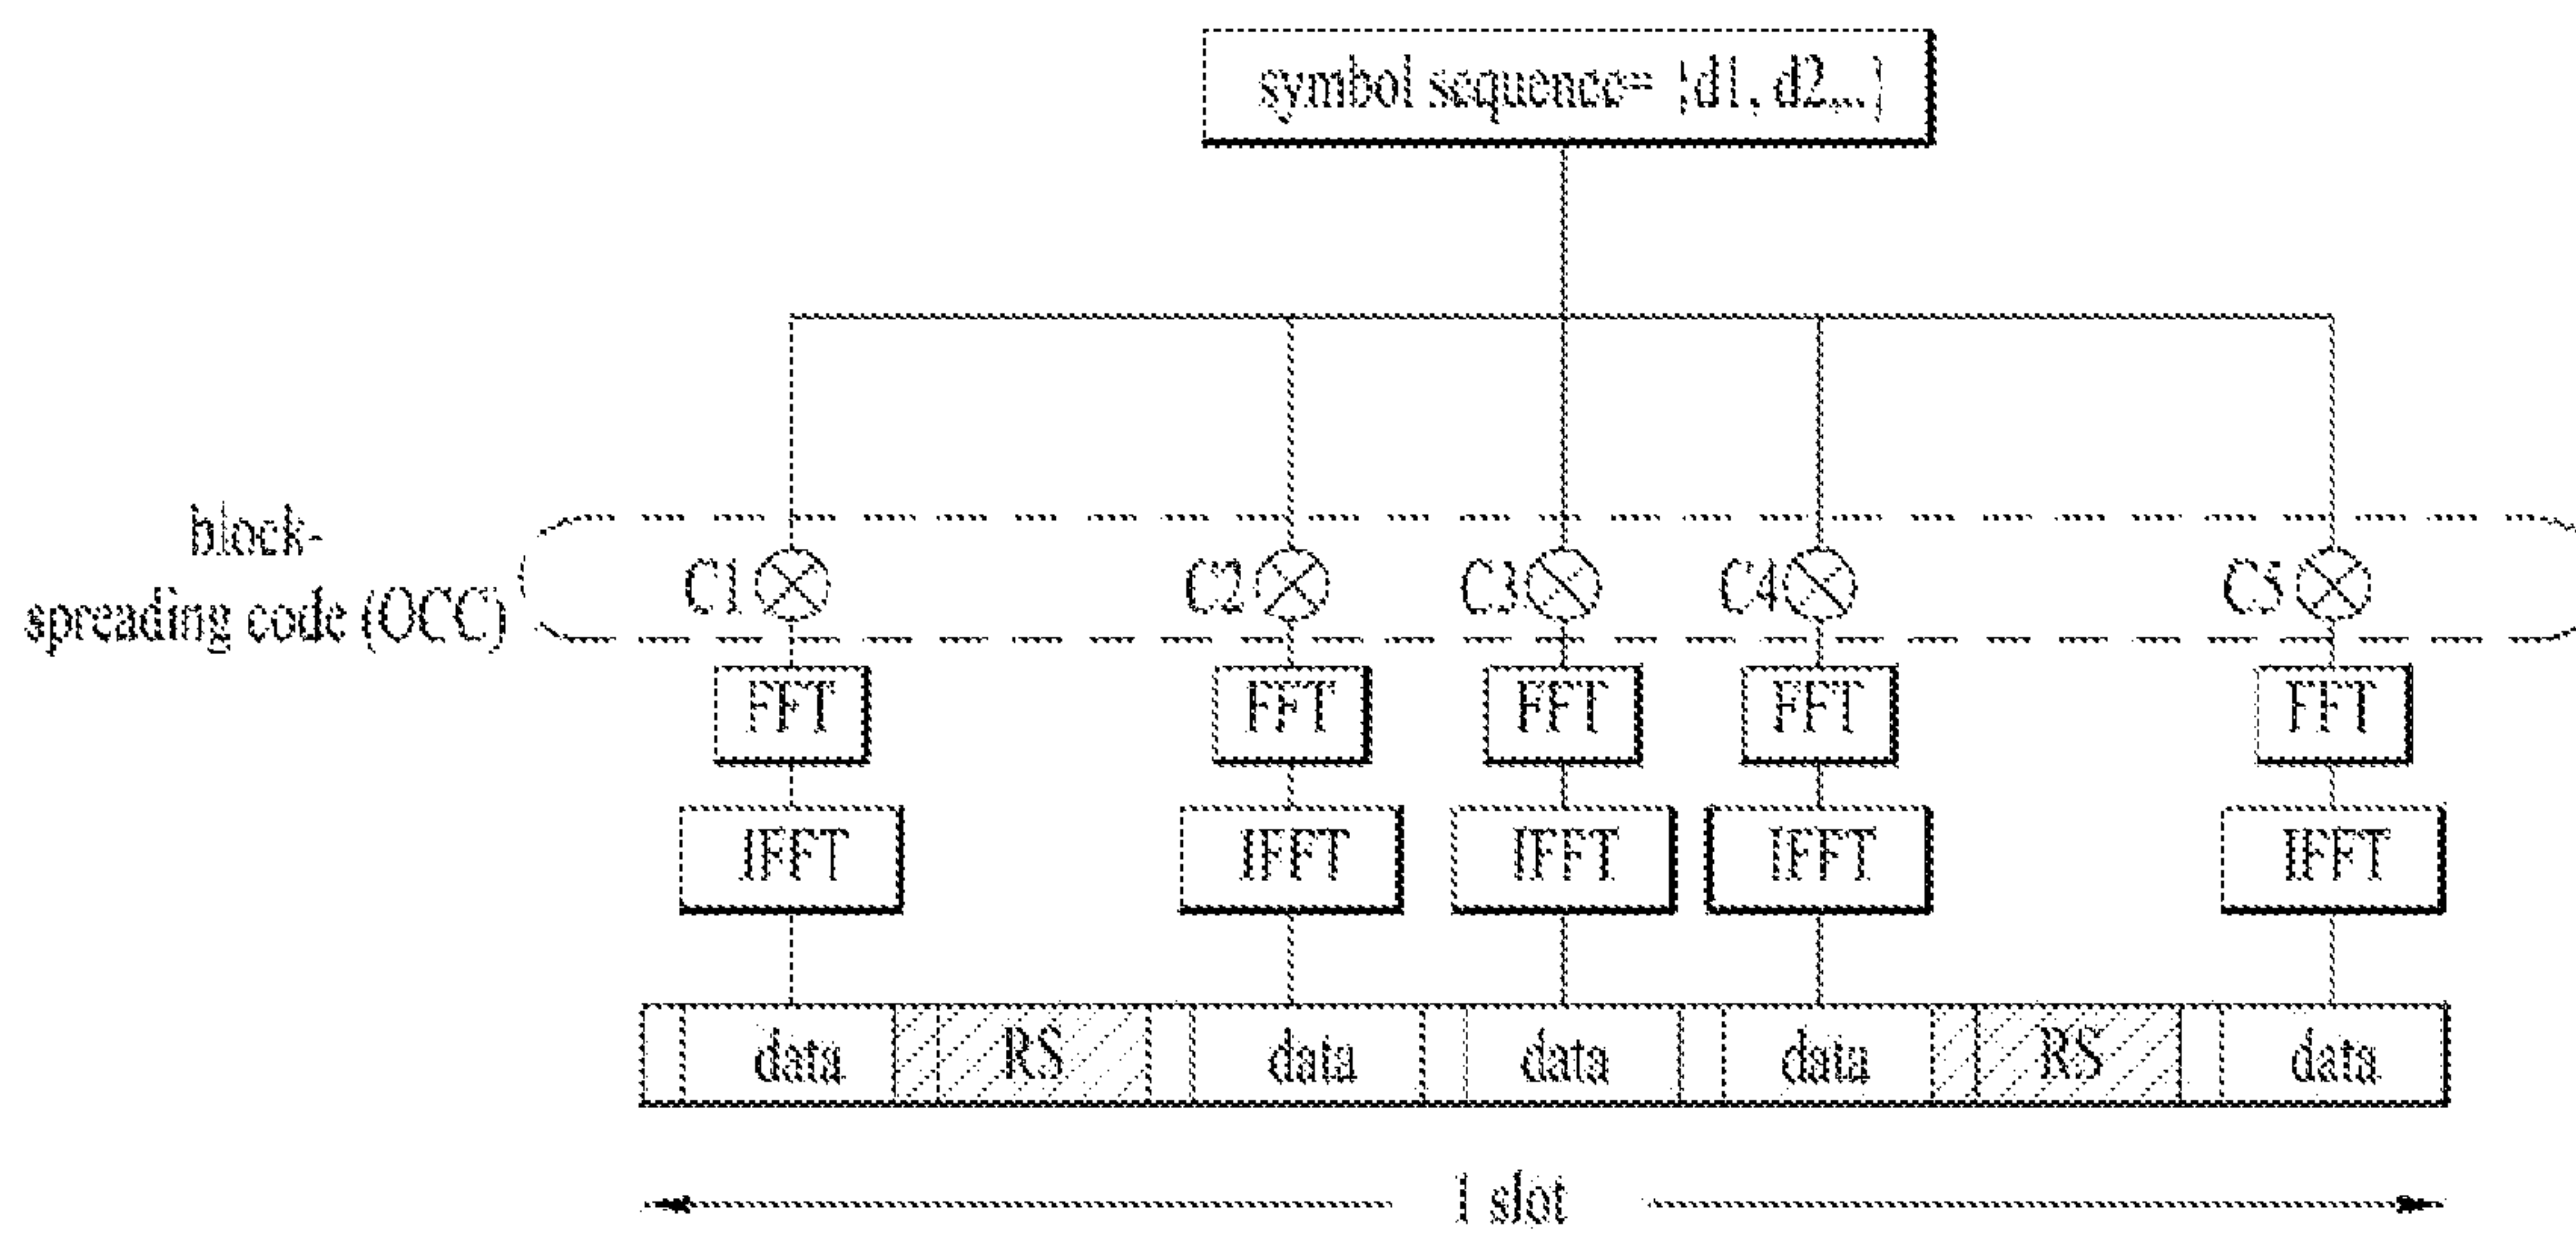 symbol sequence= {d1, d2,..}
block-
spreading code (OCC)
C1 C2 C3 C4 C5
FFT FFT FFT FFT FFT
IFFT IFFT IFFT IFFT IFFT
data RS data data data RS data
1 slot